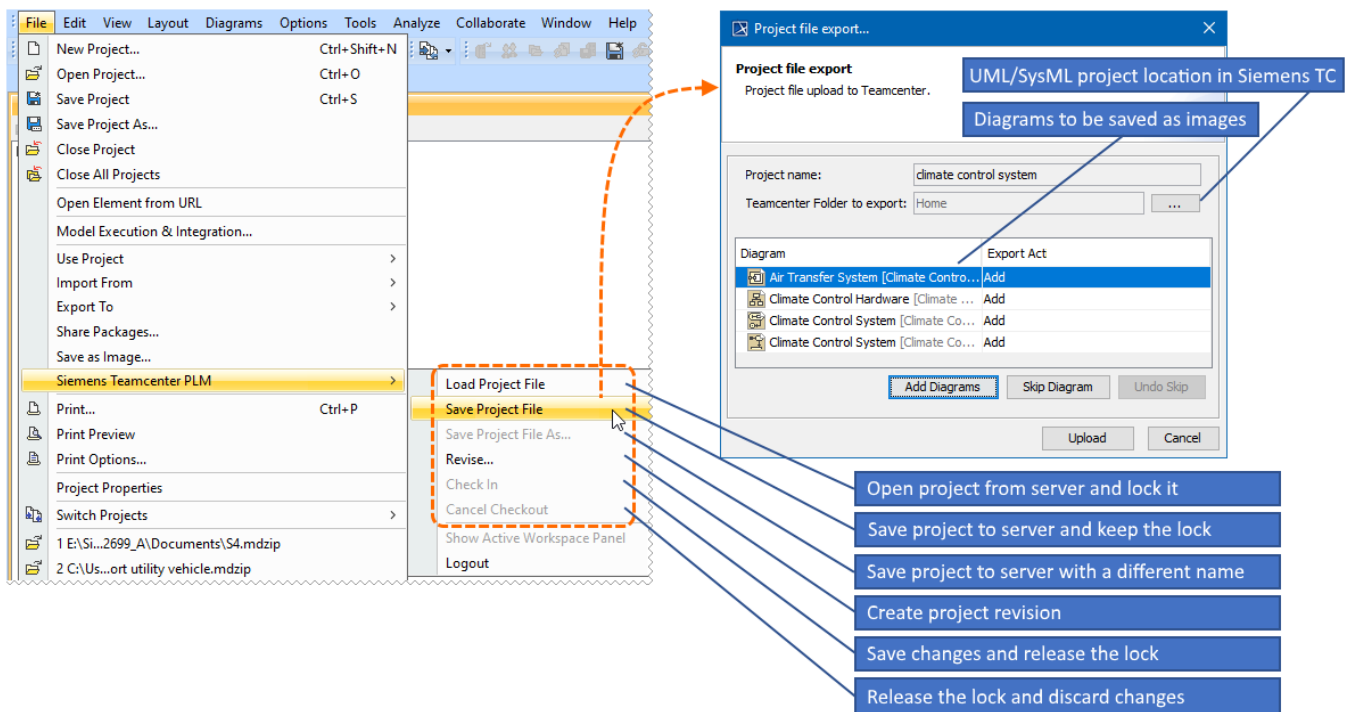 File Edit View Layout Diagrams Options Tools Analyze Collaborate Window Help
New Project... Ctrl+Shift+N
Open Project... Ctrl+O
Save Project Ctrl+S
Save Project As...
Close Project
Close All Projects
Open Element from URL
Model Execution & Integration...
Use Project
Import From
Export To
Share Packages...
Save as Image...
Siemens Teamcenter PLM
Print... Ctrl+P
Print Preview
Print Options...
Project Properties
Switch Projects
1 E:\Si...2699_A\Documents\S4.mdzip
2 C:\Us...ort utility vehicle.mdzip
Load Project File
Save Project File
Save Project File As...
Revise...
Check In
Cancel Checkout
Show Active Workspace Panel
Logout
Project file export...
Project file export
Project file upload to Teamcenter.
UML/SysML project location in Siemens TC
Diagrams to be saved as images
Project name: climate control system
Teamcenter Folder to export: Home ...
Diagram Export Act
Air Transfer System [Climate Contro... Add
Climate Control Hardware [Climate ... Add
Climate Control System [Climate Co... Add
Climate Control System [Climate Co... Add
Add Diagrams Skip Diagram Undo Skip
Upload Cancel
Open project from server and lock it
Save project to server and keep the lock
Save project to server with a different name
Create project revision
Save changes and release the lock
Release the lock and discard changes